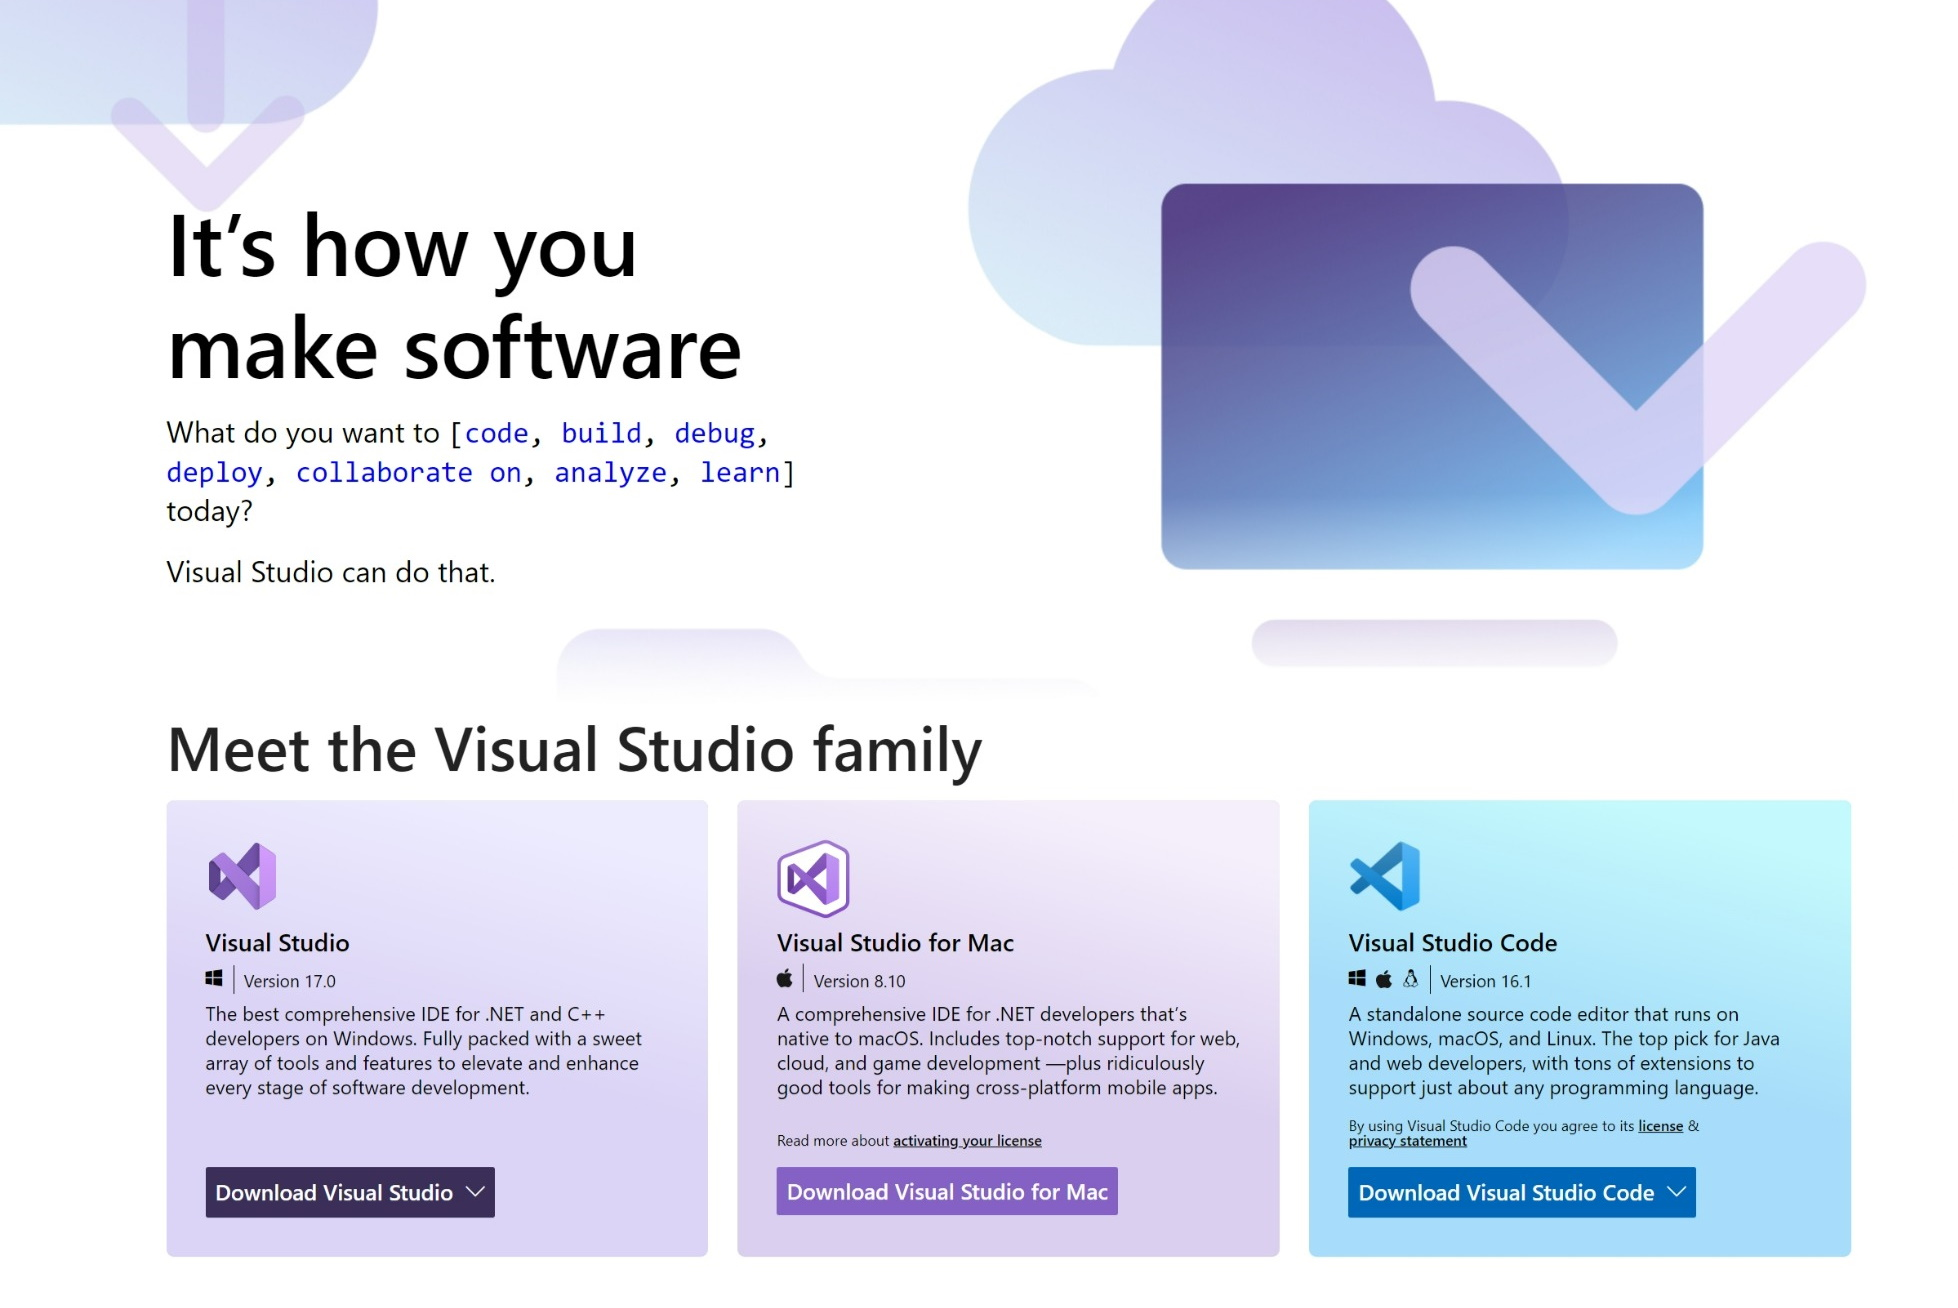 It’s how you
make software
What do you want to [code, build, debug,
deploy, collaborate on, analyze, learn]
today?
Visual Studio can do that.
Meet the Visual Studio family
Visual Studio
Version 17.0
The best comprehensive IDE for .NET and C++
developers on Windows. Fully packed with a sweet
array of tools and features to elevate and enhance
every stage of software development.
Download Visual Studio
Visual Studio for Mac
Version 8.10
A comprehensive IDE for .NET developers that’s
native to macOS. Includes top-notch support for web,
cloud, and game development —plus ridiculously
good tools for making cross-platform mobile apps.
Read more about activating your license
Download Visual Studio for Mac
Visual Studio Code
Version 16.1
A standalone source code editor that runs on
Windows, macOS, and Linux. The top pick for Java
and web developers, with tons of extensions to
support just about any programming language.
By using Visual Studio Code you agree to its license &
privacy statement
Download Visual Studio Code